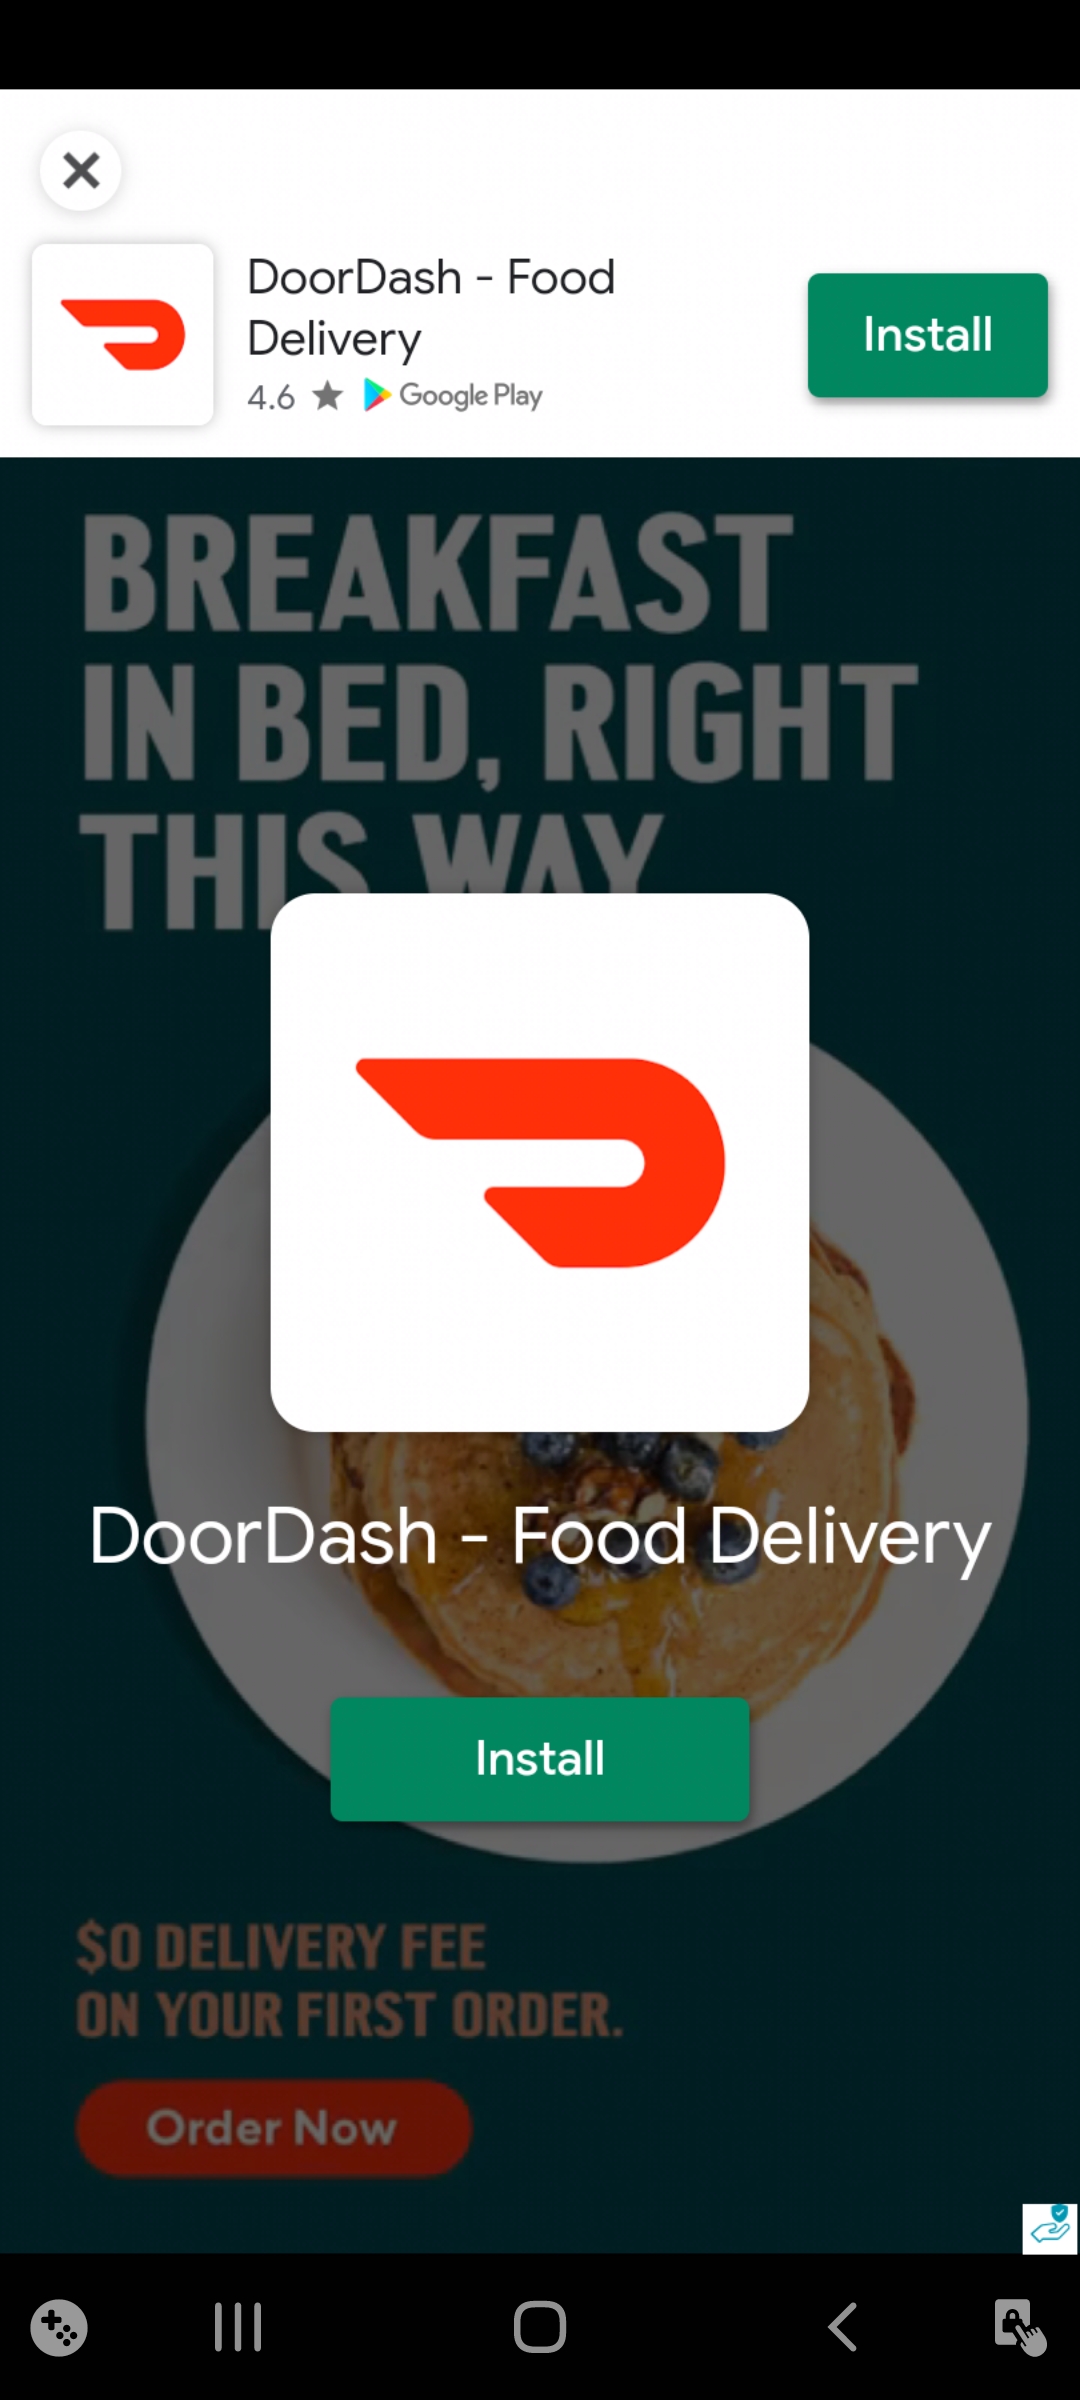 DoorDash - Food
Delivery
Install
4.6 ★ Google Play
BREAKFAST
IN BED, RIGHT
THIS WAY
DoorDash - Food Delivery
Install
$0 DELIVERY FEE
ON YOUR FIRST ORDER.
Order Now